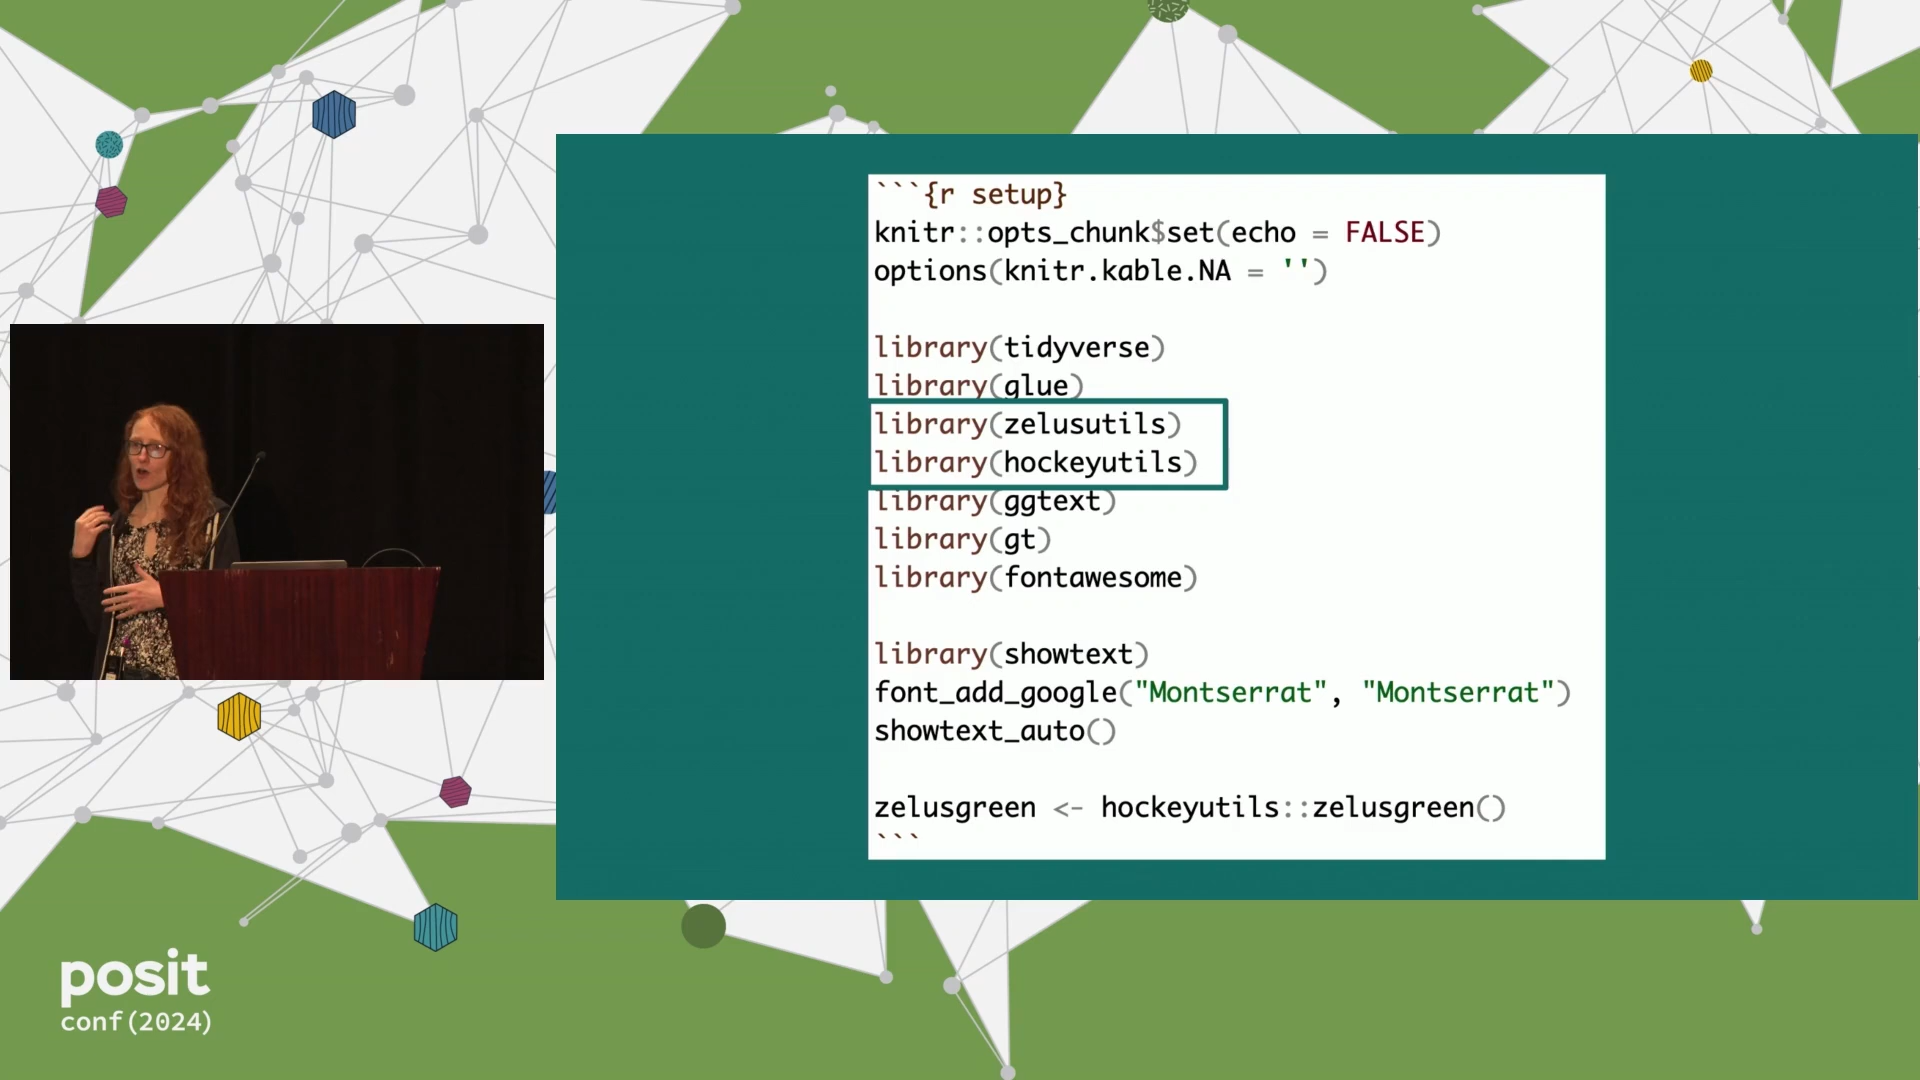 ```{r setup}
knitr::opts_chunk$set(echo = FALSE)
options(knitr.kable.NA = '')
library(tidyverse)
library(glue)
library(zelusutils)
library(hockeyutils)
library(ggtext)
library(gt)
library(fontawesome)
library(showtext)
font_add_google("Montserrat", "Montserrat")
showtext_auto()
zelusgreen <- hockeyutils::zelusgreen()
```
posit
conf(2024)